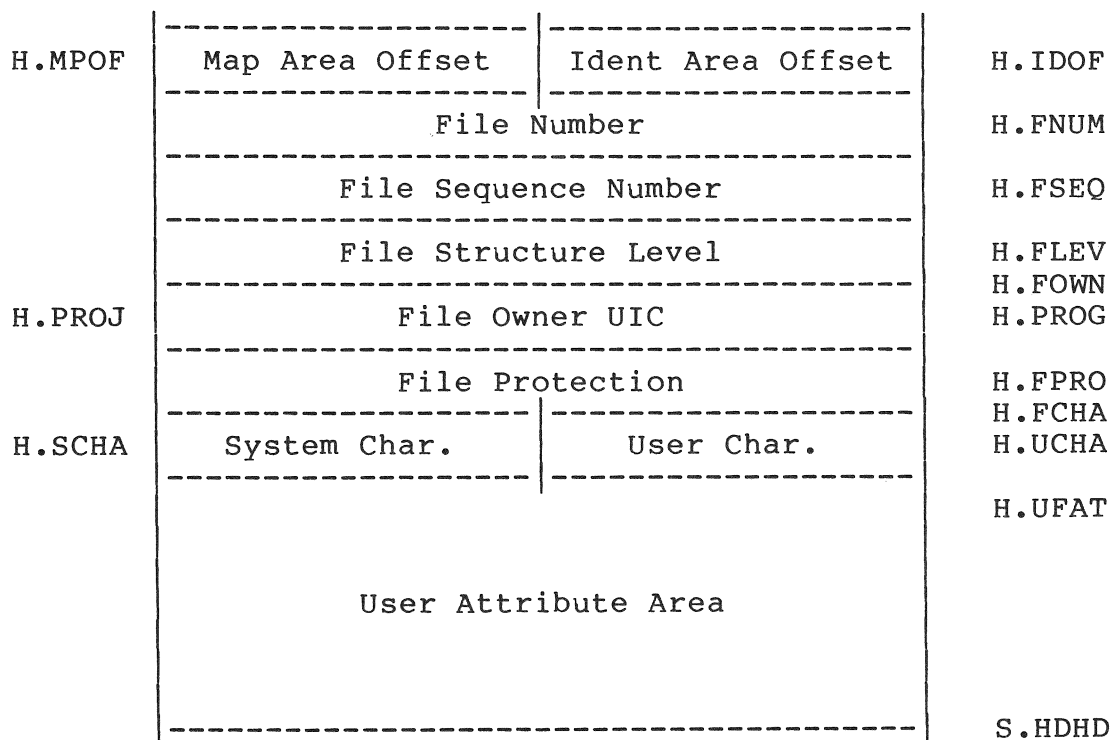 H.MPOF Map Area Offset Ident Area Offset H.IDOF
File Number H.FNUM
File Sequence Number H.FSEQ
File Structure Level H.FLEV
H.FOWN
H.PROJ File Owner UIC H.PROG
File Protection H.FPRO
H.FCHA
H.SCHA System Char. User Char. H.UCHA
H.UFAT
User Attribute Area
S.HDHD